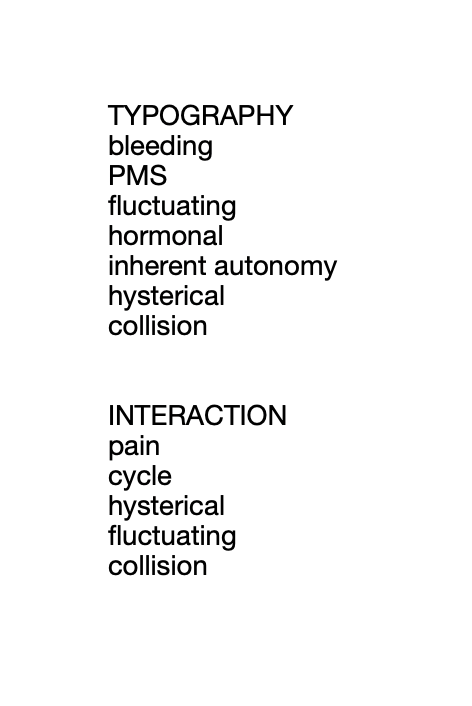 TYPOGRAPHY
bleeding
PMS
fluctuating
hormonal
inherent autonomy
hysterical
collision
INTERACTION
pain
cycle
hysterical
fluctuating
collision